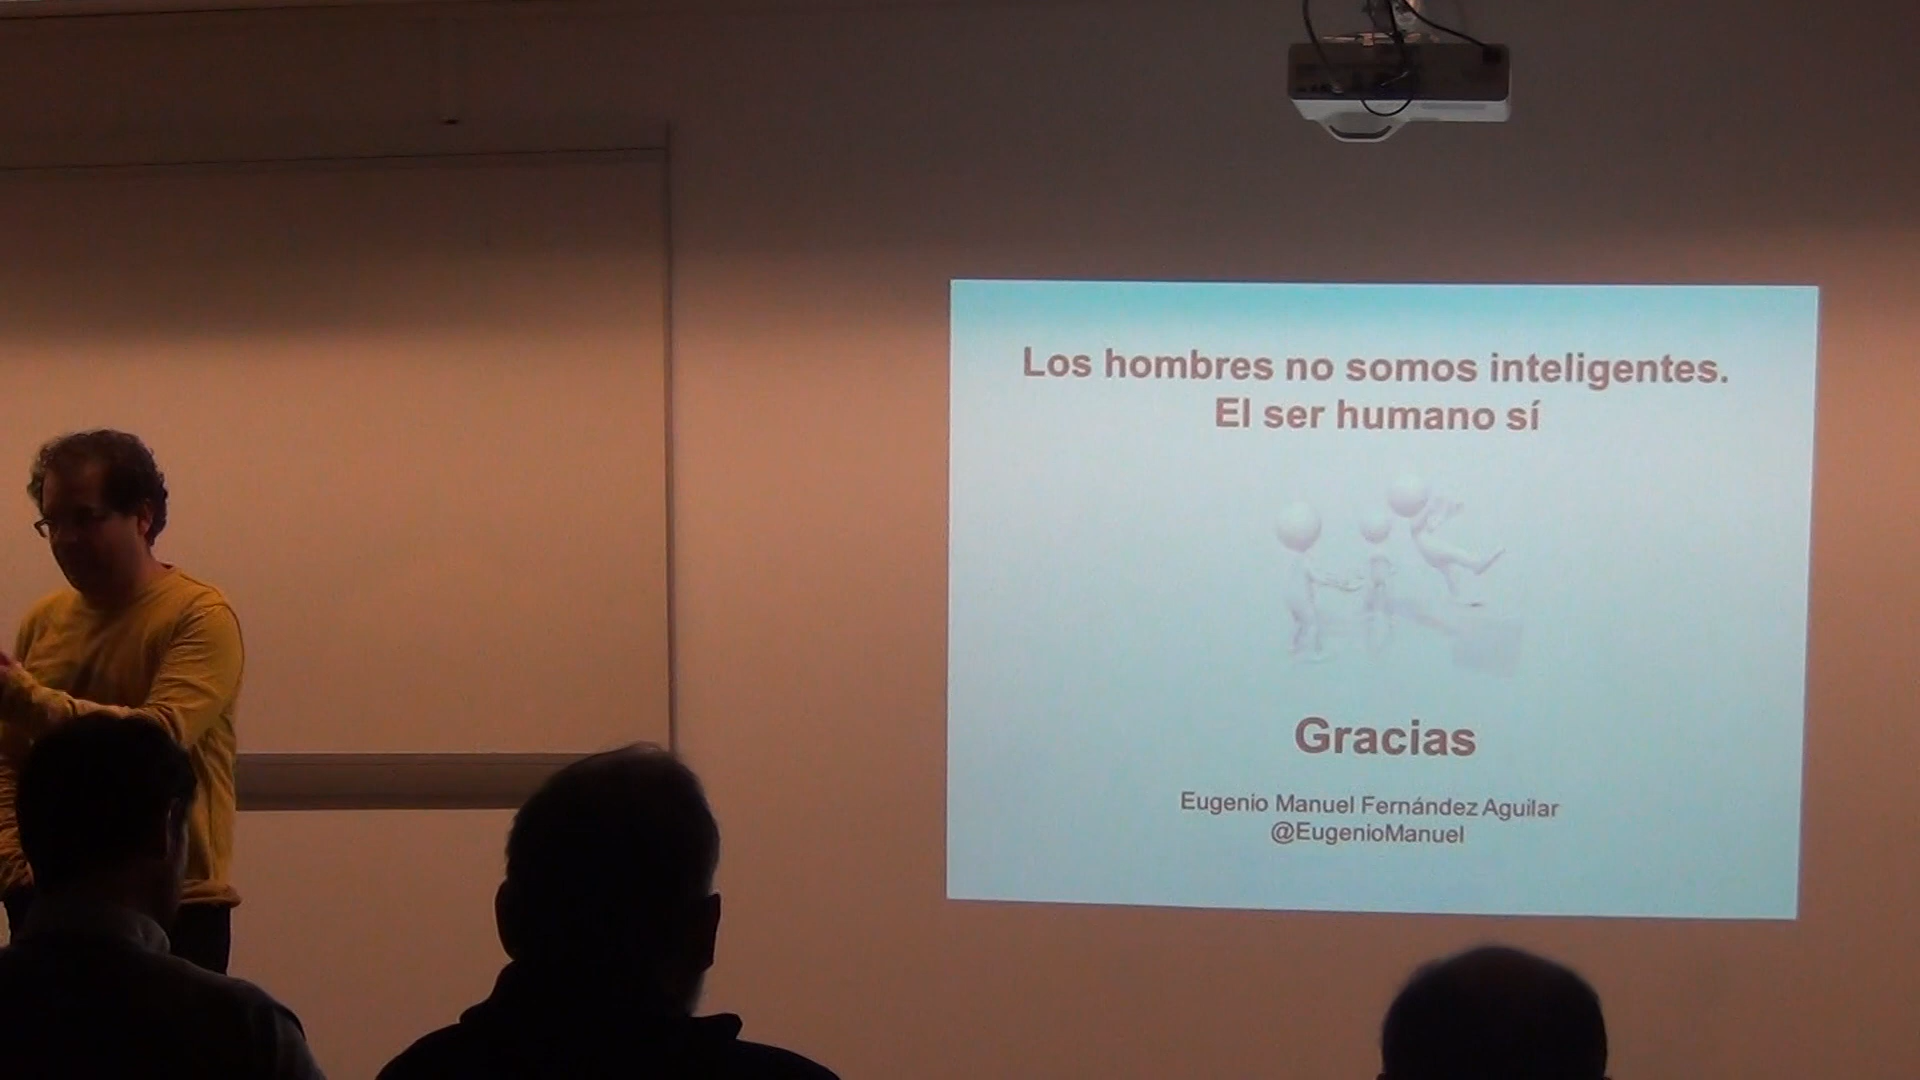 Los hombres no somos inteligentes.
El ser humano sí
Gracias
Eugenio Manuel Fernández Aguilar
@EugenioManuel